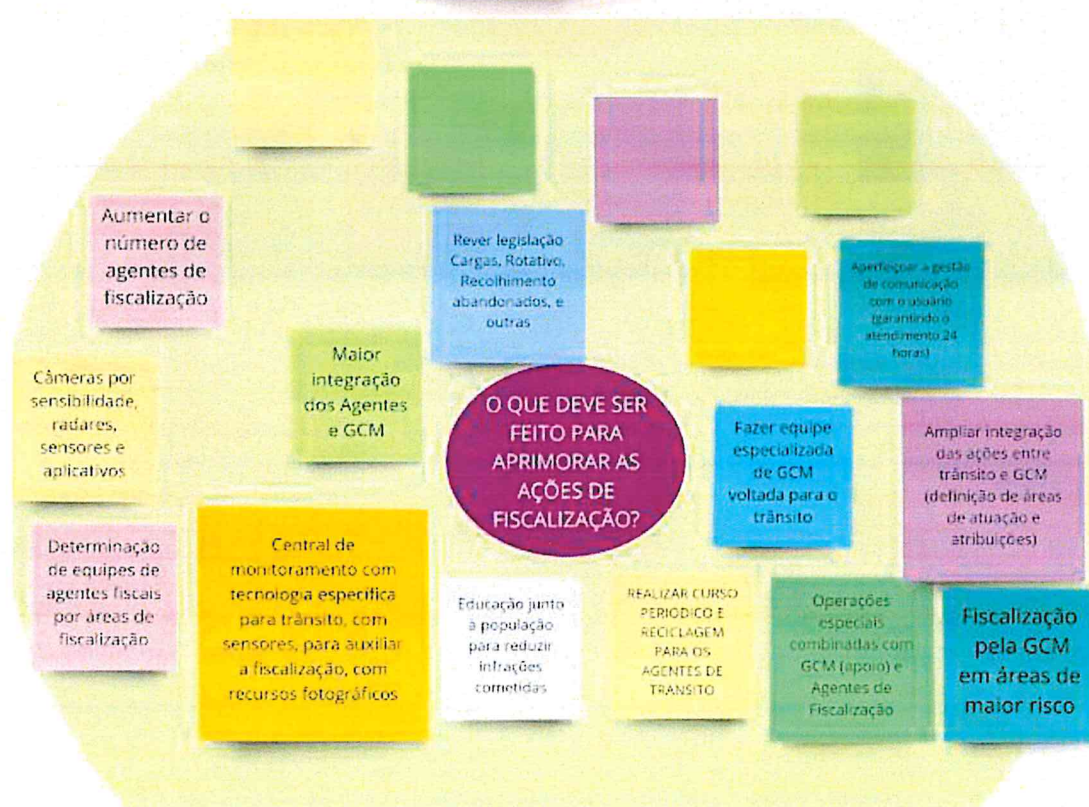 Aumentar o
número de
agentes de
fiscalização
Rever legislação
Cargas, Rotativo,
Recolhimento
abandonados, e
outras
Aperfeiçoar a gestão
de comunicação
com o usuário
(garantindo o
atendimento 24
horas)
Câmeras por
sensibilidade,
radares,
sensores e
aplicativos
Maior
integração
dos Agentes
e GCM
O QUE DEVE SER
FEITO PARA
APRIMORAR AS
AÇÕES DE
FISCALIZAÇÃO?
Fazer equipe
especializada
de GCM
voltada para o
trânsito
Ampliar integração
das ações entre
trânsito e GCM
(definição de áreas
de atuação e
atribuições)
Determinação
de equipes de
agentes fiscais
por áreas de
fiscalização
Central de
monitoramento com
tecnologia especifica
para trânsito, com
sensores, para auxiliar
a fiscalização, com
recursos fotográficos
Educação junto
à população
para reduzir
infrações
cometidas
REALIZAR CURSO
PERIODICO E
RECICLAGEM
PARA OS
AGENTES DE
TRANSITO
Operações
especiais
combinadas com
GCM (apoio) e
Agentes de
Fiscalização
Fiscalização
pela GCM
em áreas de
maior risco